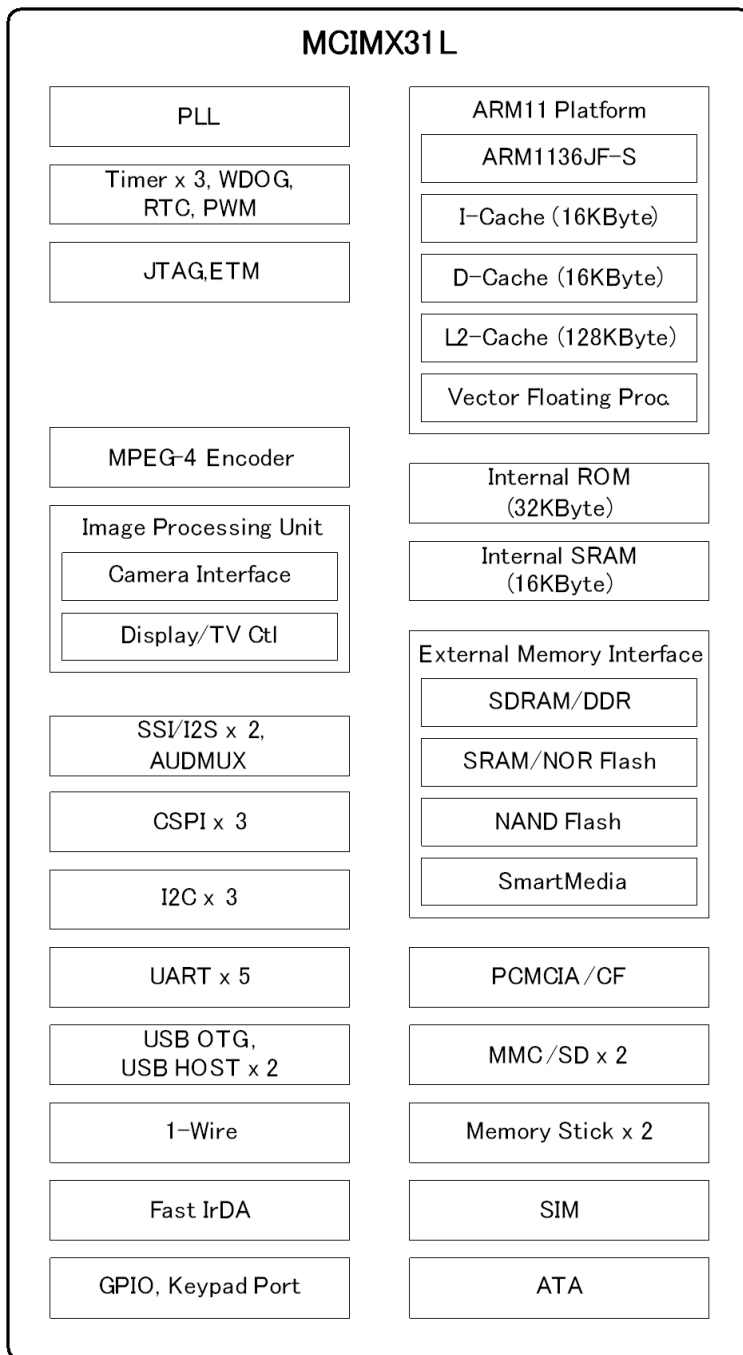 MCIMX31L
PLL
Timer x 3, WDOG,
RTC, PWM
JTAG,ETM
MPEG-4 Encoder
Image Processing Unit
Camera Interface
Display/TV Ctl
SSI/I2S x 2,
AUDMUX
CSPI x 3
I2C x 3
UART x 5
USB OTG,
USB HOST x 2
1-Wire
Fast IrDA
GPIO, Keypad Port
ARM11 Platform
ARM1136JF-S
I-Cache (16KByte)
D-Cache (16KByte)
L2-Cache (128KByte)
Vector Floating Proc.
Internal ROM
(32KByte)
Internal SRAM
(16KByte)
External Memory Interface
SDRAM/DDR
SRAM/NOR Flash
NAND Flash
SmartMedia
PCMCIA/CF
MMC/SD x 2
Memory Stick x 2
SIM
ATA